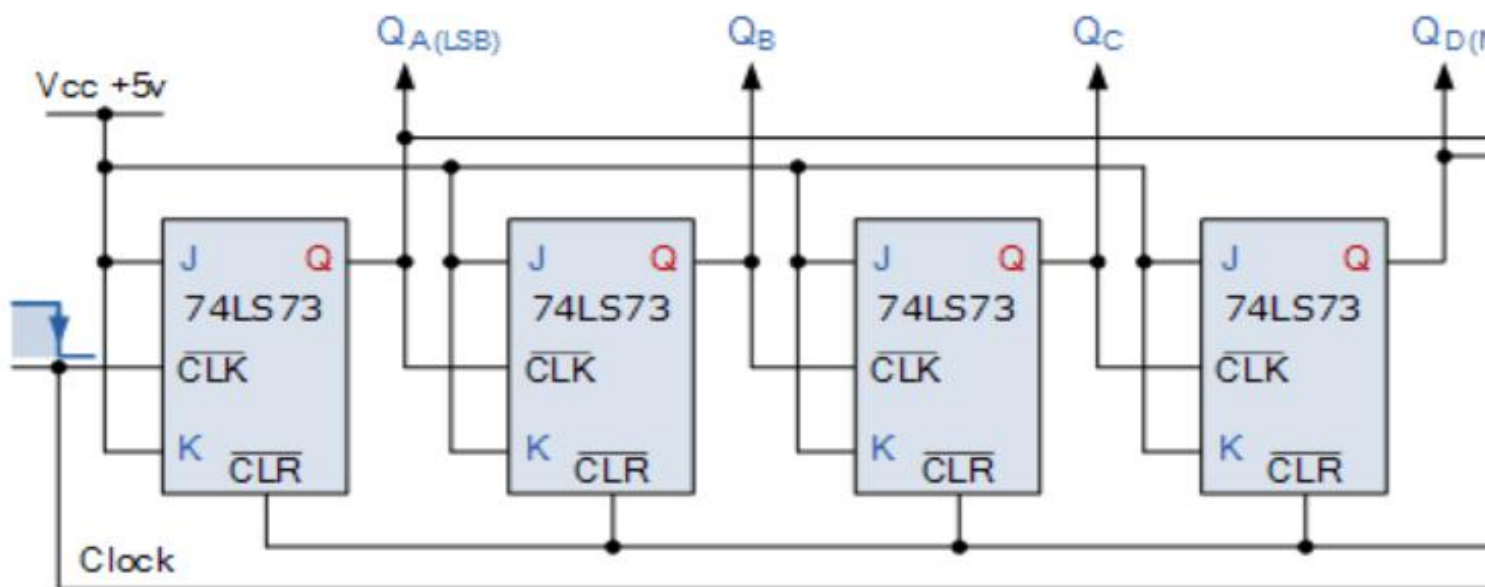 QA(LSB) QB QC QD(
Vcc +5v
J Q J Q J Q J Q
74LS73 74LS73 74LS73 74LS73
CLK CLK CLK CLK
K K K K
CLR CLR CLR CLR
Clock